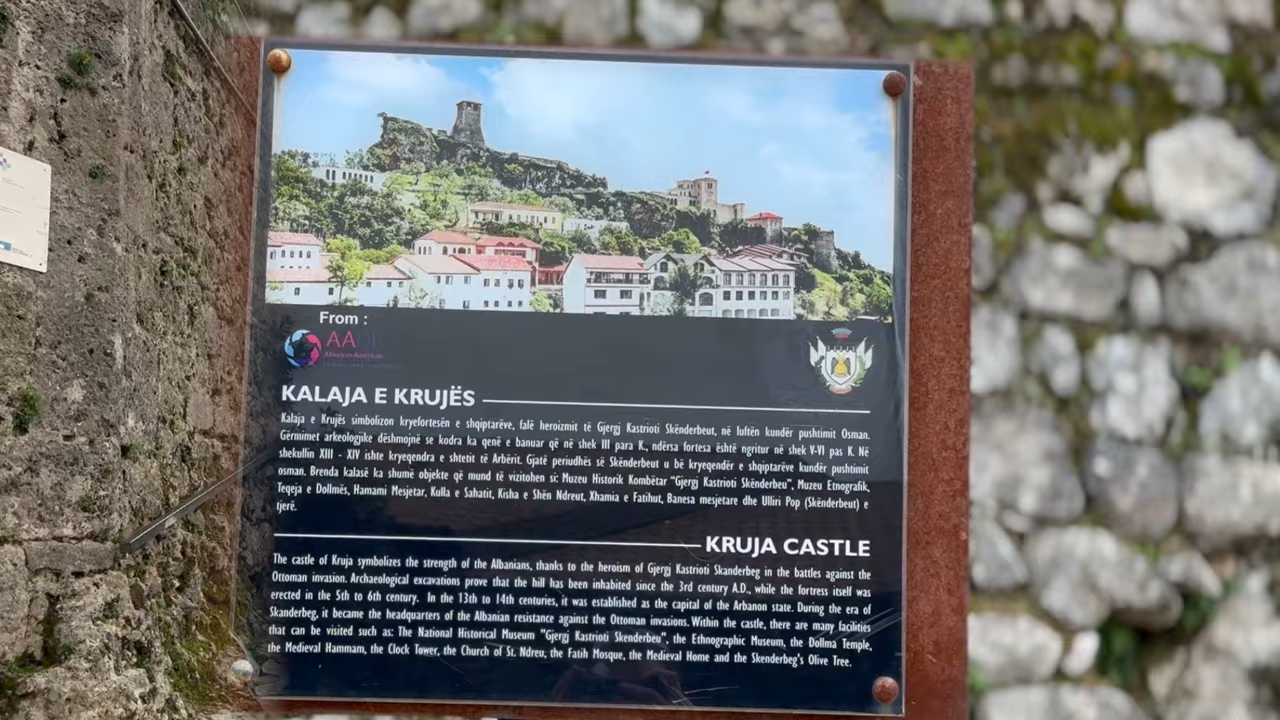 From :
AA
KALAJA E KRUJËS
Kalaja e Krujës simbolizon kryefortesën e shqiptarëve, falë heroizmit të Gjergj Kastrioti Skënderbeut, në luftën kundër pushtimit Osman.
Gërmimet arkeologjike dëshmojnë se kodra ka qenë e banuar që në shek III para K., ndërsa fortesa është ngritur në shek V-VI pas K. Në
shekullin XIII - XIV ishte kryeqendra e shtetit të Arbërit. Gjatë periudhës së Skënderbeut u bë kryeqendër e shqiptarëve kundër pushtimit
osman. Brenda kalasë ka shumë objekte që mund të vizitohen si: Muzeu Historik Kombëtar "Gjergj Kastrioti Skënderbeu", Muzeu Etnografik,
Teqeja e Dollmës, Hamami Mesjetar, Kulla e Sahatit, Kisha e Shën Ndreut, Xhamia e Fatihut, Banesa mesjetare dhe Ulliri Pop (Skënderbeut) e
tjerë.
KRUJA CASTLE
The castle of Kruja symbolizes the strength of the Albanians, thanks to the heroism of Gjergj Kastrioti Skanderbeg in the battles against the
Ottoman invasion. Archaeological excavations prove that the hill has been inhabited since the 3rd century A.D., while the fortress itself was
erected in the 5th to 6th century. In the 13th to 14th centuries, it was established as the capital of the Arbanon state. During the era of
Skanderbeg, it became the headquarters of the Albanian resistance against the Ottoman invasions. Within the castle, there are many facilities
that can be visited such as: The National Historical Museum "Gjergj Kastrioti Skenderbeu", the Ethnographic Museum, the Dollma Temple,
the Medieval Hammam, the Clock Tower, the Church of St. Ndreu, the Fatih Mosque, the Medieval Home and the Skenderbeg's Olive Tree.